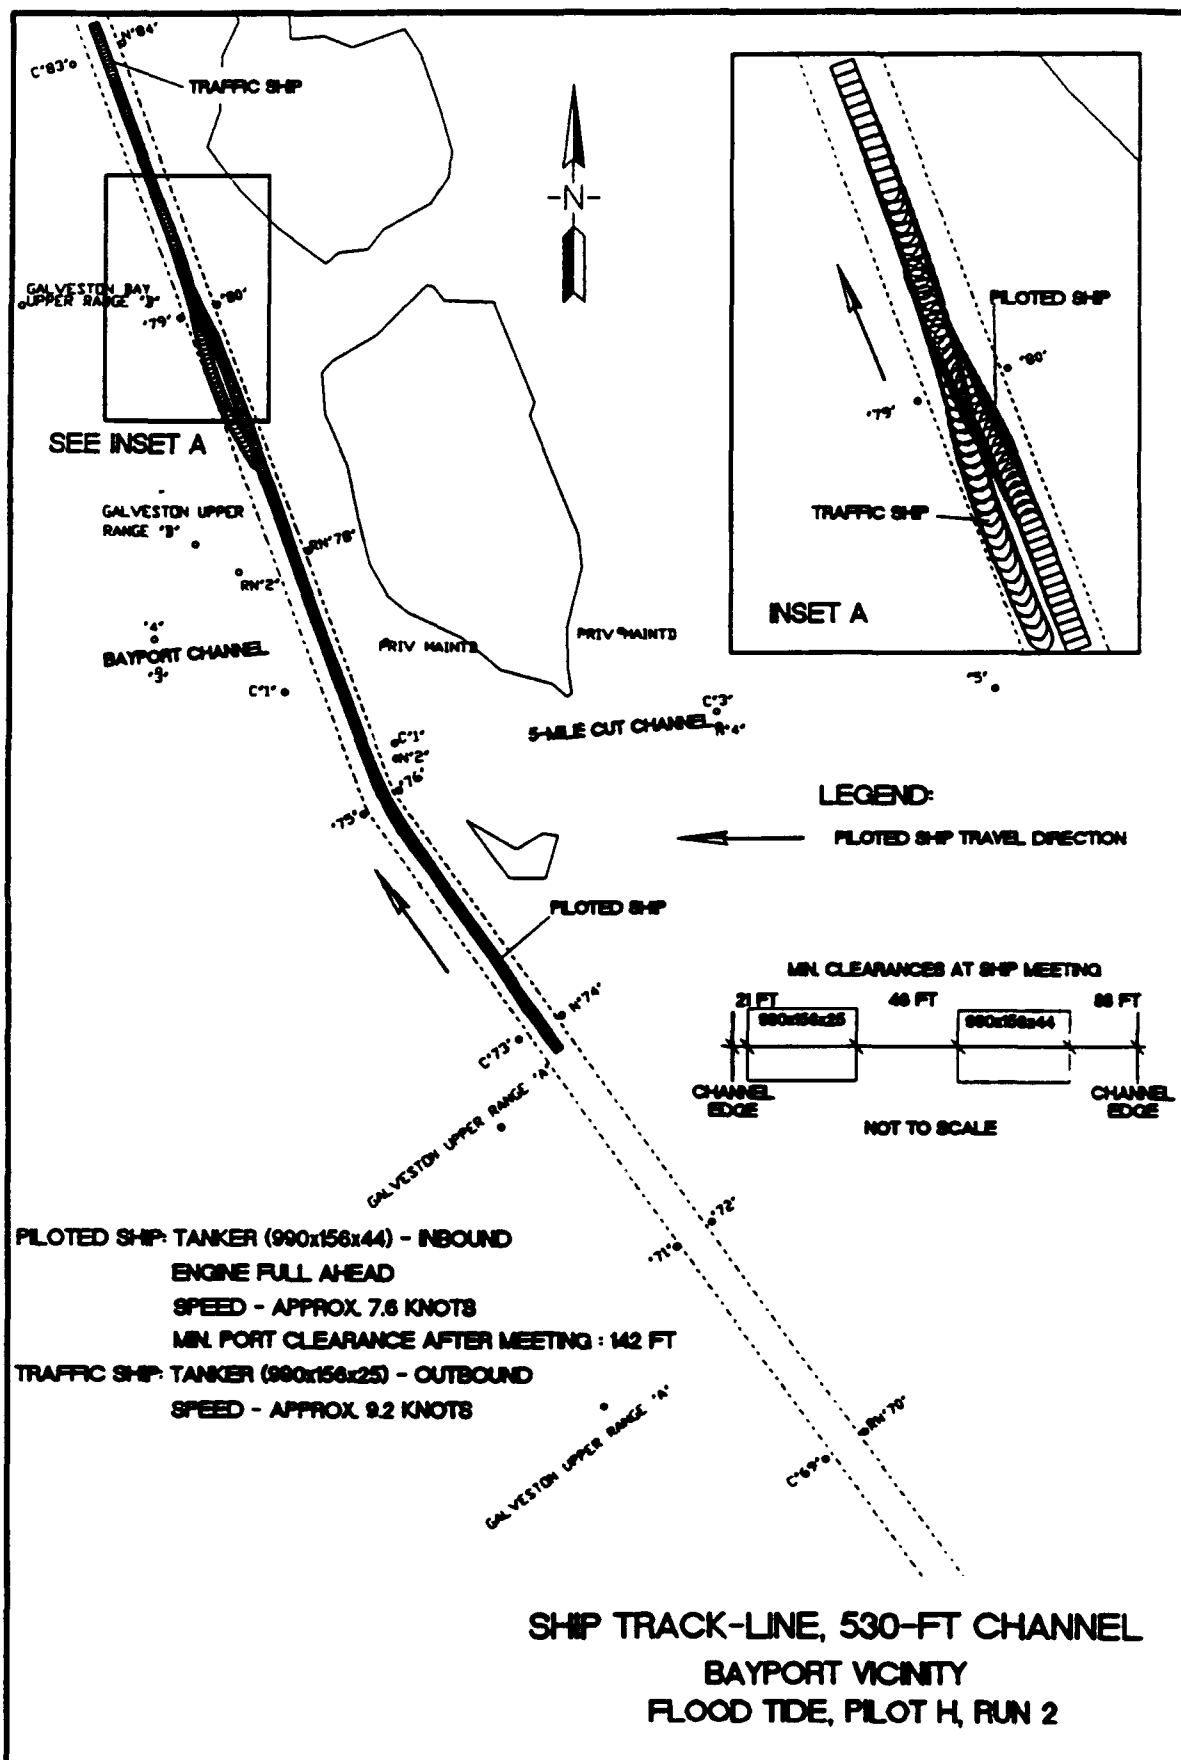 N"84"
C"83"
TRAFFIC SHIP
-N-
GALVESTON BAY
UPPER RANGE "B"
"80"
"79"
SEE INSET A
GALVESTON UPPER
RANGE "B"
RN"78"
RN"2"
"4"
BAYPORT CHANNEL
"3"
C"1"
PRIV MAINTD
PRIV MAINTD
5-MILE CUT CHANNEL
C"3"
R"4"
"5"
C"1"
N"2"
"76"
"75"
PILOTED SHIP
"80"
"79"
TRAFFIC SHIP
INSET A
LEGEND:
PILOTED SHIP TRAVEL DIRECTION
PILOTED SHIP
N"74"
C"73"
GALVESTON UPPER RANGE "A"
MIN. CLEARANCES AT SHIP MEETING
21 FT
990x156x25
990x156x44
CHANNEL
EDGE
CHANNEL
EDGE
NOT TO SCALE
"72"
"71"
PILOTED SHIP: TANKER (990x156x44) - INBOUND
ENGINE FULL AHEAD
SPEED - APPROX. 7.6 KNOTS
MIN. PORT CLEARANCE AFTER MEETING : 142 FT
TRAFFIC SHIP: TANKER (990x156x25) - OUTBOUND
SPEED - APPROX. 9.2 KNOTS
GALVESTON UPPER RANGE "A"
"70"
C"69"
SHIP TRACK-LINE, 530-FT CHANNEL
BAYPORT VICINITY
FLOOD TIDE, PILOT H, RUN 2